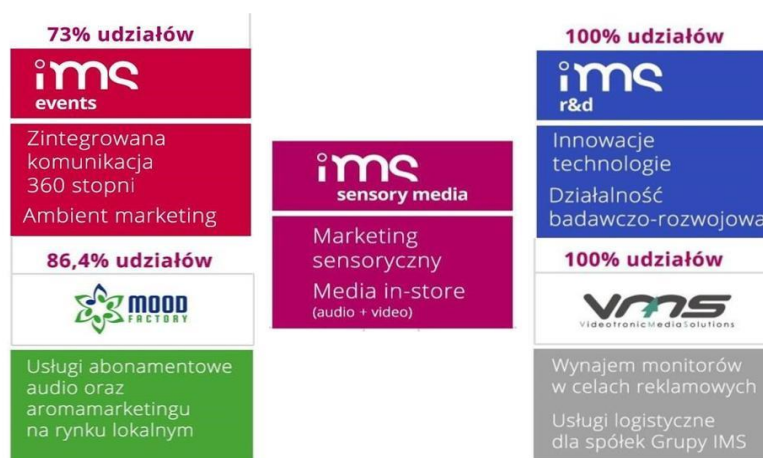 73% udziałów
ims
events
Zintegrowana
komunikacja
360 stopni
Ambient marketing
86,4% udziałów
MOOD
FACTORY
Usługi abonamentowe
audio oraz
aromamarketingu
na rynku lokalnym
ims
sensory media
Marketing
sensoryczny
Media in-store
(audio + video)
100% udziałów
ims
r&d
Innowacje
technologie
Działalność
badawczo-rozwojowa
100% udziałów
vms
VideotronicMediaSolutions
Wynajem monitorów
w celach reklamowych
Usługi logistyczne
dla spółek Grupy IMS